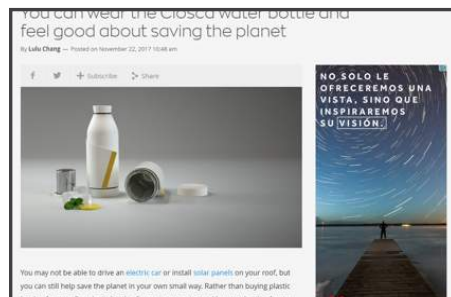 You can wear the Closca water bottle and
feel good about saving the planet
By Lulu Chang — Posted on November 22, 2017 10:48 am
Subscribe
Share
NO SOLO LE
OFRECEREMOS UNA
VISTA, SINO QUE
INSPIRAREMOS
SU VISIÓN.
You may not be able to drive an electric car or install solar panels on your roof, but
you can still help save the planet in your own small way. Rather than buying plastic